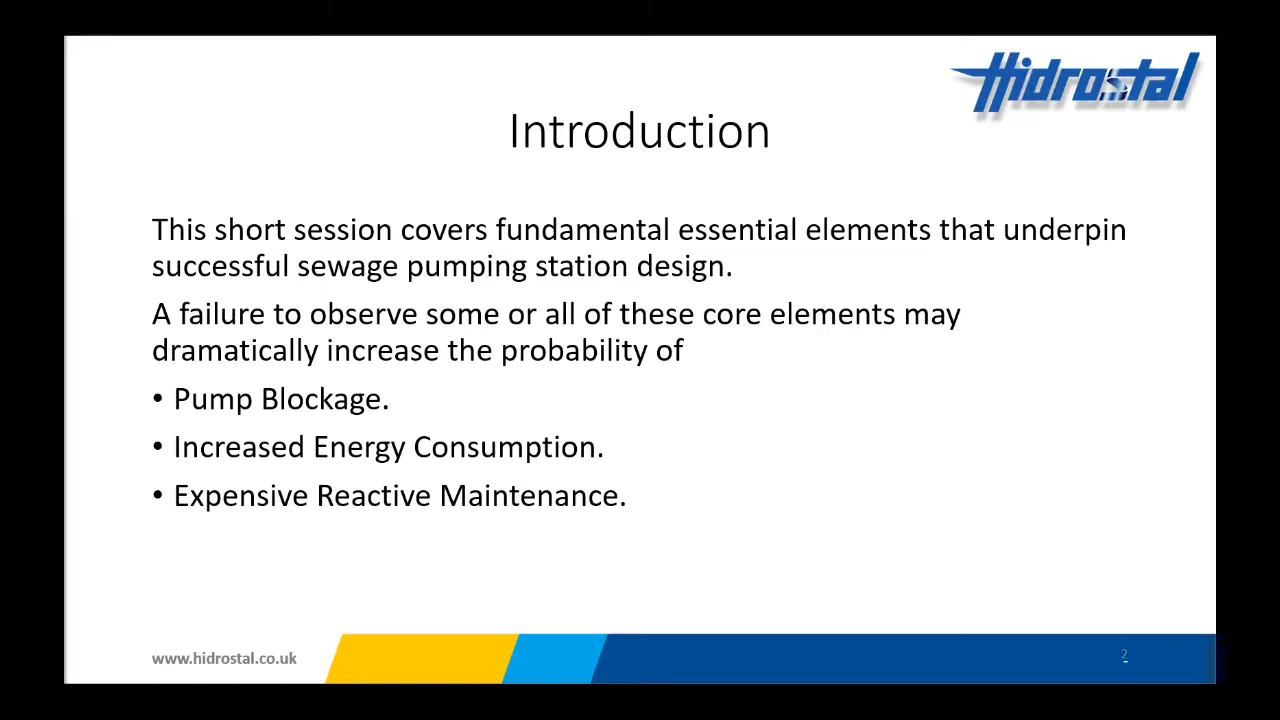 Hidrostal
Introduction
This short session covers fundamental essential elements that underpin
successful sewage pumping station design.
A failure to observe some or all of these core elements may
dramatically increase the probability of
• Pump Blockage.
• Increased Energy Consumption.
• Expensive Reactive Maintenance.
www.hidrostal.co.uk
2